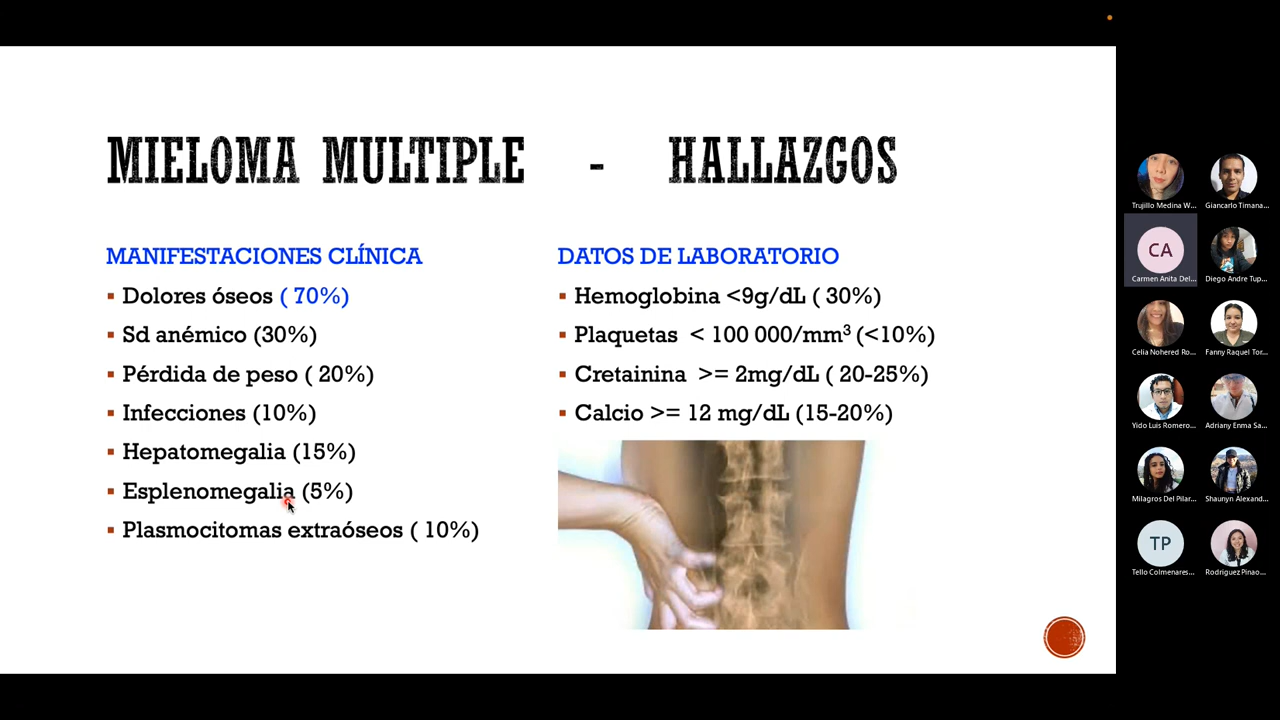 MIELOMA MULTIPLE - HALLAZGOS
MANIFESTACIONES CLÍNICA
▪ Dolores óseos ( 70%)
▪ Sd anémico (30%)
▪ Pérdida de peso ( 20%)
▪ Infecciones (10%)
▪ Hepatomegalia (15%)
▪ Esplenomegalia (5%)
▪ Plasmocitomas extraóseos ( 10%)
DATOS DE LABORATORIO
▪ Hemoglobina <9g/dL ( 30%)
▪ Plaquetas < 100 000/mm³ (<10%)
▪ Cretainina >= 2mg/dL ( 20-25%)
▪ Calcio >= 12 mg/dL (15-20%)
Trujillo Medina W...
Giancarlo Timana...
CA
Carmen Anita Del...
Diego Andre Tup...
Celia Nohered Ro...
Fanny Raquel Tor...
Yido Luis Romero...
Adriany Enma Sa...
Milagros Del Pilar...
Shaunyn Alexand...
TP
Tello Colmenares...
Rodriguez Pinao...